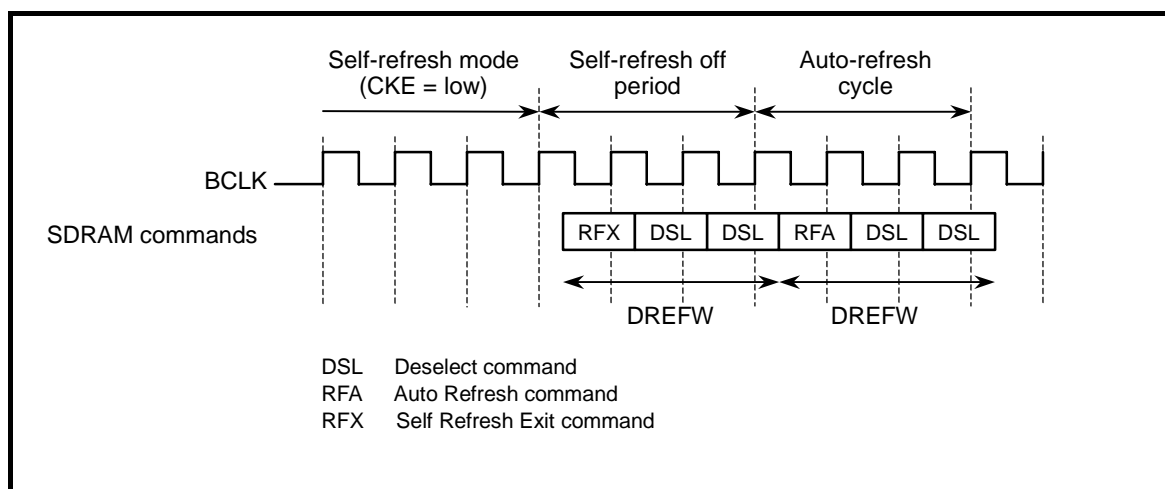 Self-refresh mode
(CKE = low)
Self-refresh off
period
Auto-refresh
cycle
BCLK
SDRAM commands
RFX DSL DSL RFA DSL DSL
DREFW DREFW
DSL Deselect command
RFA Auto Refresh command
RFX Self Refresh Exit command